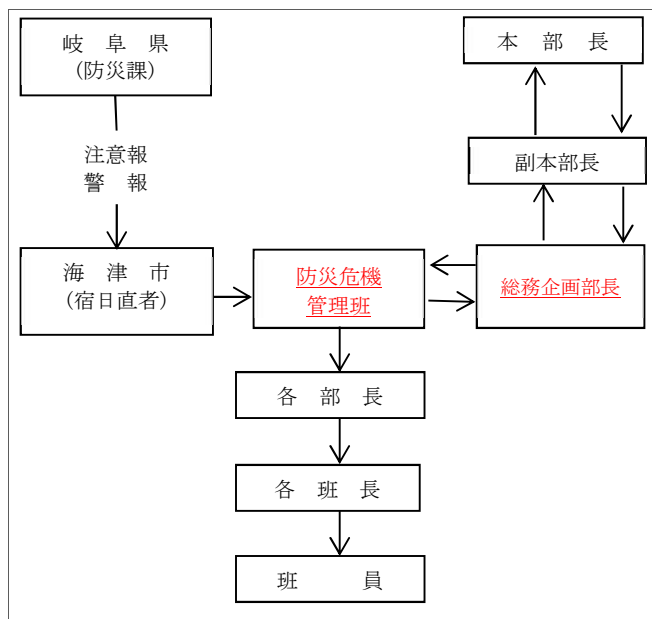 岐　阜　県
(防災課)
本　部　長
注意報
警　報
副本部長
海　津　市
(宿日直者)
防災危機
管理班
総務企画部長
各　部　長
各　班　長
班　　　員